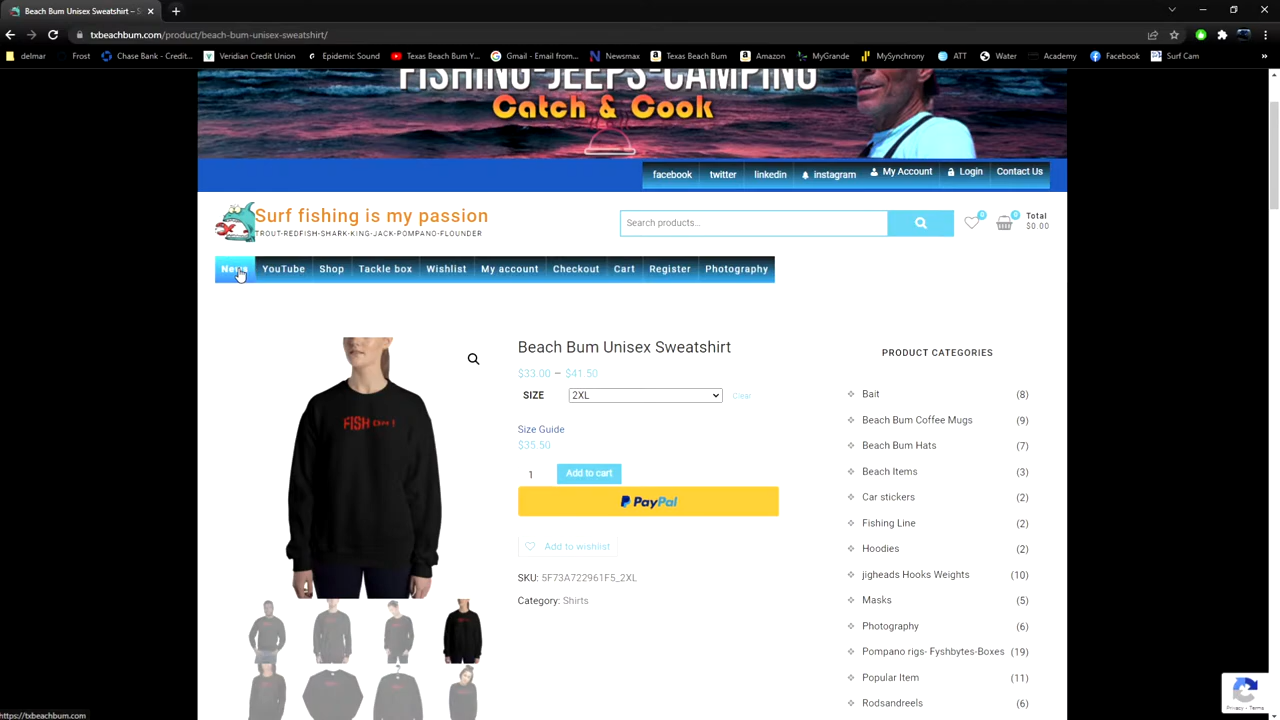 Beach Bum Unisex Sweatshirt -
txbeachbum.com/product/beach-bum-unisex-sweatshirt/
delmar Frost Chase Bank - Credit... Veridian Credit Union Epidemic Sound Texas Beach Bum Y... Gmail - Email from... Newsmax Texas Beach Bum Amazon MyGrande MySynchrony ATT Water Academy Facebook Surf Cam »
FISHING-JEEPS-CAMPING
Catch & Cook
facebook twitter linkedin instagram My Account Login Contact Us
Surf fishing is my passion
TROUT-REDFISH-SHARK-KING-JACK-POMPANO-FLOUNDER
Search products...
0 0 Total
$0.00
News YouTube Shop Tackle box Wishlist My account Checkout Cart Register Photography
Beach Bum Unisex Sweatshirt
$33.00 – $41.50
SIZE 2XL Clear
Size Guide
$35.50
1 Add to cart
PayPal
Add to wishlist
SKU: 5F73A722961F5_2XL
Category: Shirts
FISH
PRODUCT CATEGORIES
Bait (8)
Beach Bum Coffee Mugs (9)
Beach Bum Hats (7)
Beach Items (3)
Car stickers (2)
Fishing Line (2)
Hoodies (2)
jigheads Hooks Weights (10)
Masks (5)
Photography (6)
Pompano rigs- Fyshbytes-Boxes (19)
Popular Item (11)
Rodsandreels (6)
Privacy - Terms
https://txbeachbum.com